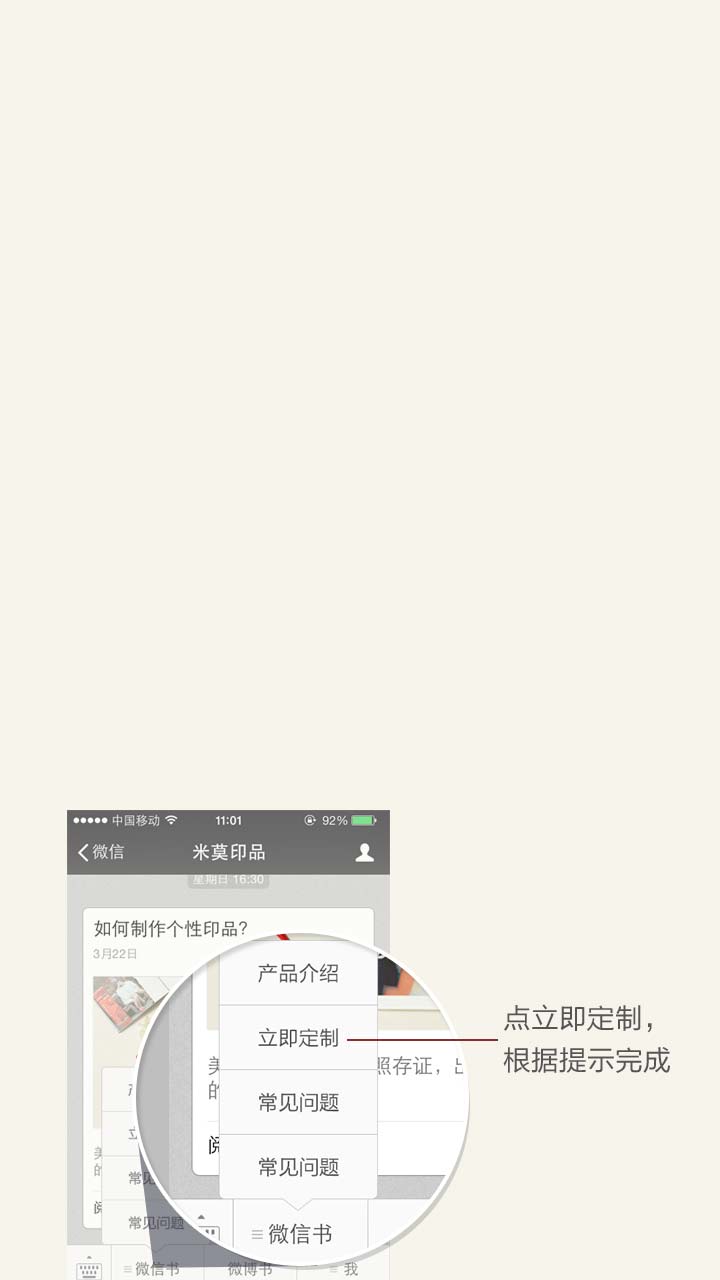 中国移动 11:01 92%
微信 米莫印品
星期日 16:30
如何制作个性印品?
3月22日
产品介绍
立即定制
点立即定制，
根据提示完成
美 照存证，
的
常见问题
常见问题
阅
微信书
美
的
阅
立
常见
常见问题
微信书 微博书 我